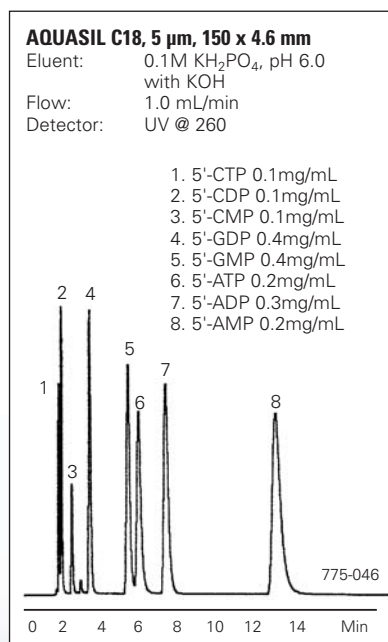 AQUASIL C18, 5 µm, 150 x 4.6 mm
Eluent: 0.1M KH₂PO₄, pH 6.0
with KOH
Flow: 1.0 mL/min
Detector: UV @ 260
1. 5'-CTP 0.1mg/mL
2. 5'-CDP 0.1mg/mL
3. 5'-CMP 0.1mg/mL
4. 5'-GDP 0.4mg/mL
5. 5'-GMP 0.4mg/mL
6. 5'-ATP 0.2mg/mL
7. 5'-ADP 0.3mg/mL
8. 5'-AMP 0.2mg/mL
2 4
5
7
6
1
8
3
775-046
0 2 4 6 8 10 12 14 Min